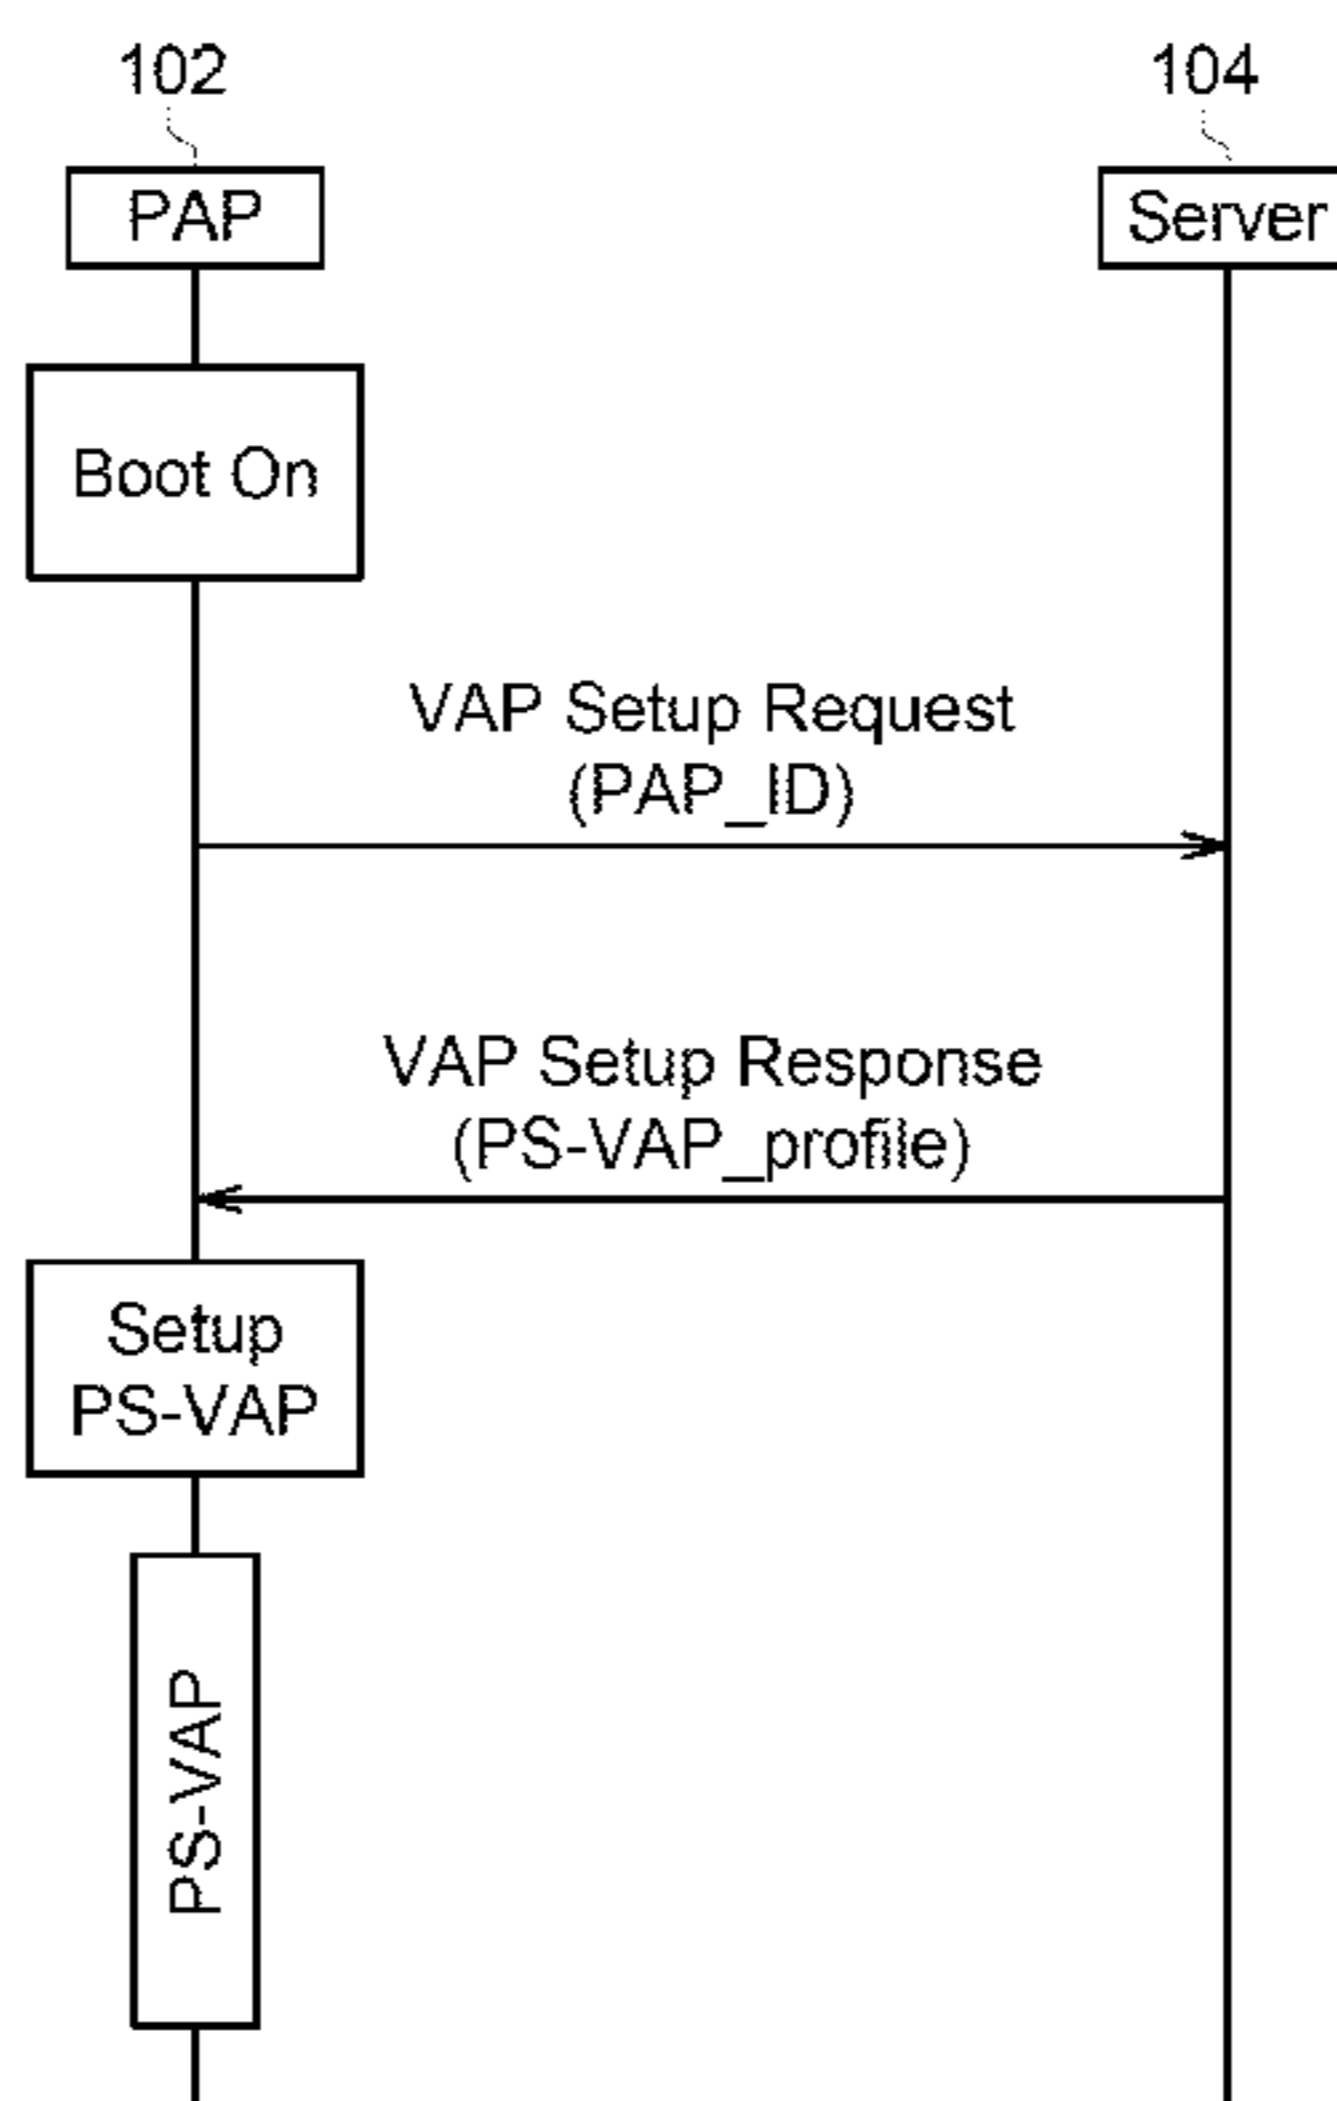 102
104
PAP
Server
Boot On
VAP Setup Request
(PAP_ID)
VAP Setup Response
(PS-VAP_profile)
Setup
PS-VAP
PS-VAP